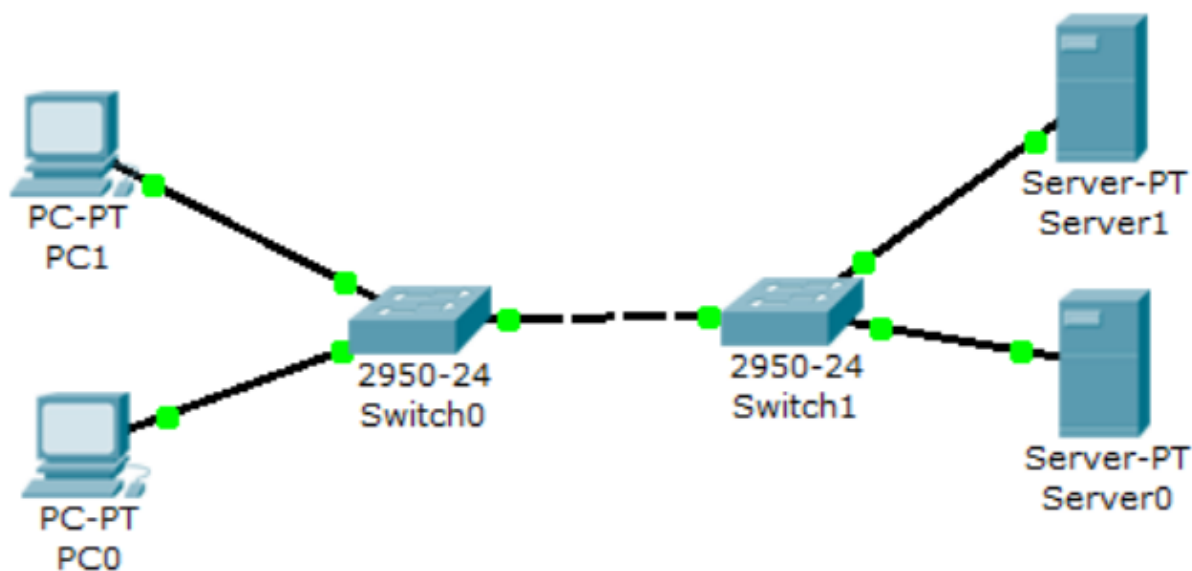 PC-PT
PC1
PC-PT
PC0
2950-24
Switch0
2950-24
Switch1
Server-PT
Server1
Server-PT
Server0